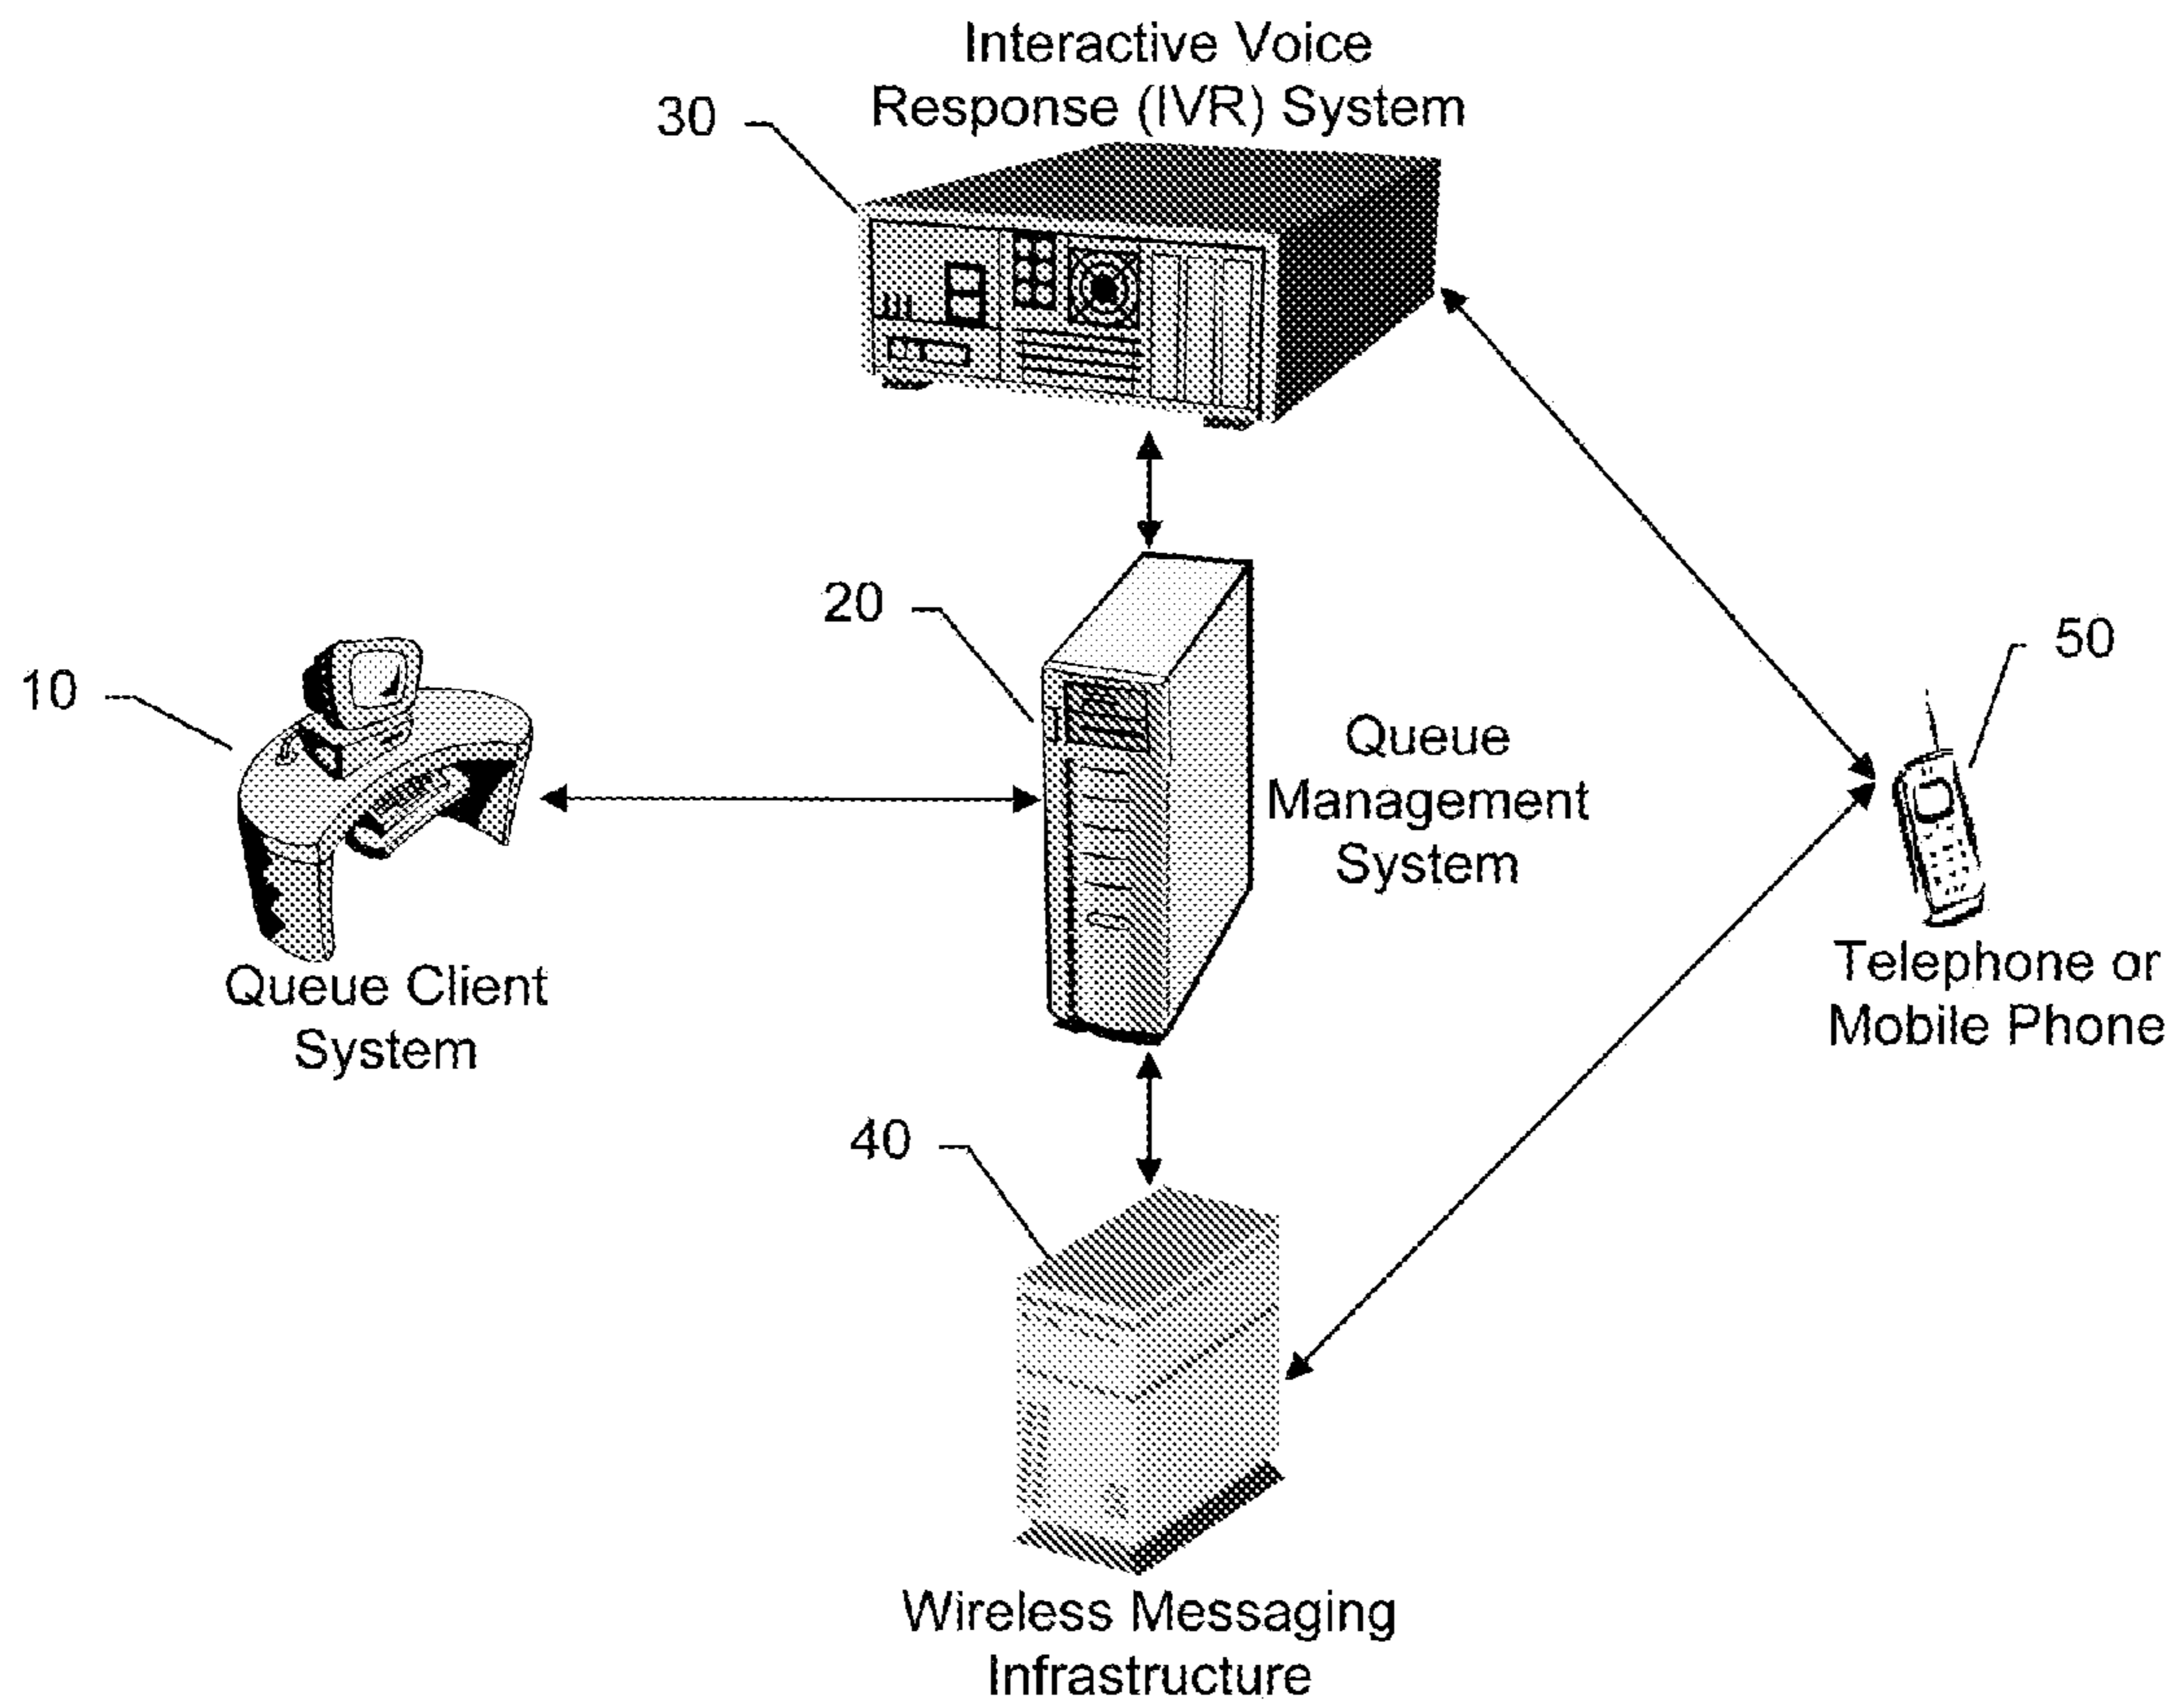 Interactive Voice
Response (IVR) System
30
20
10
50
Queue
Management
System
Queue Client
System
Telephone or
Mobile Phone
40
Wireless Messaging
Infrastructure